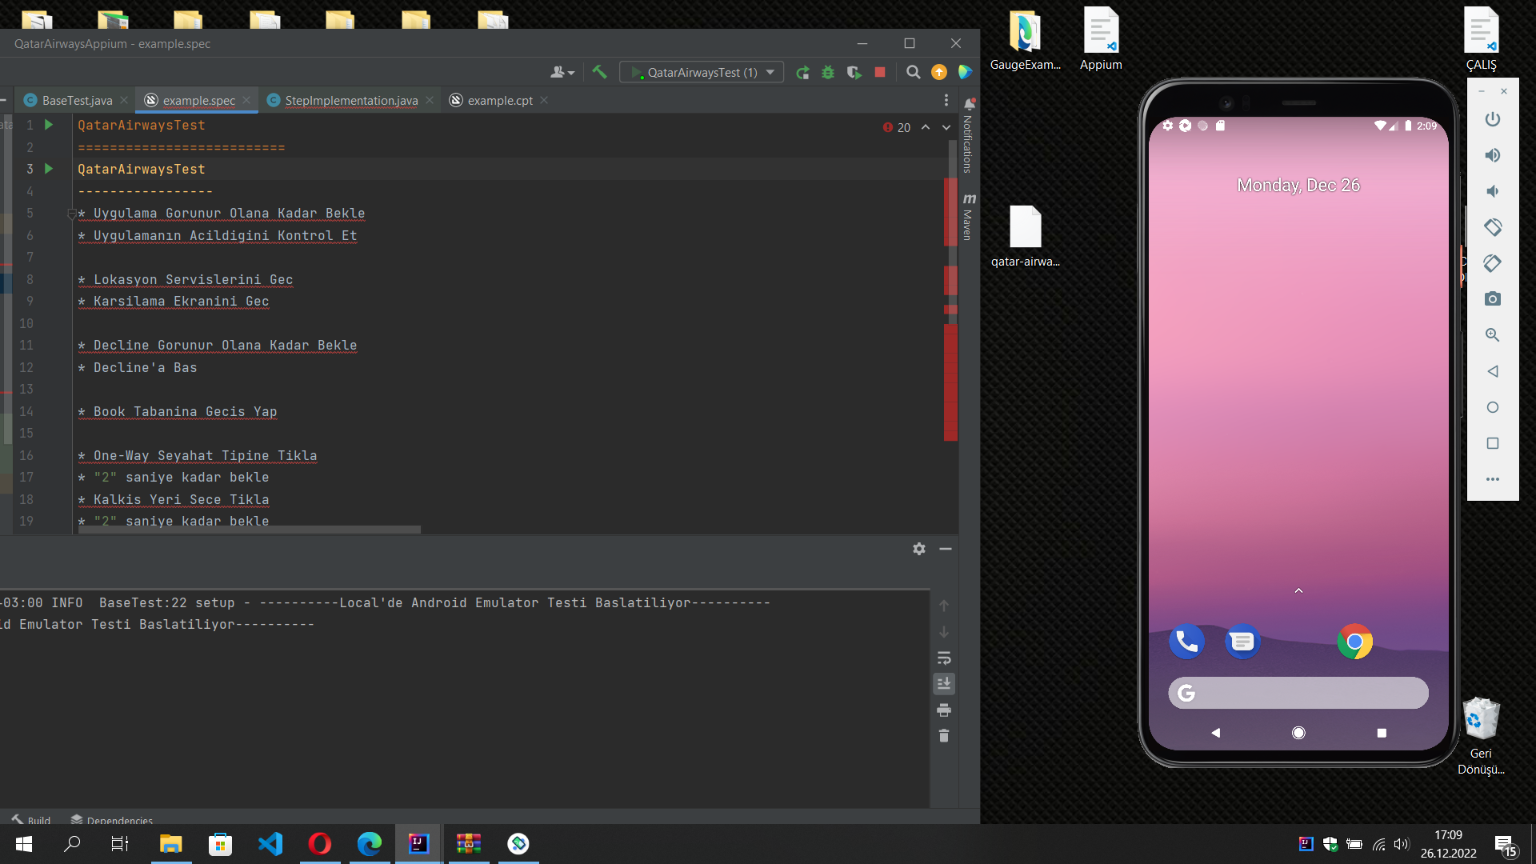 QatarAirwaysAppium - example.spec
QatarAirwaysTest (1)
BaseTest.java
example.spec
StepImplementation.java
example.cpt
1 QatarAirwaysTest
2 ==========================
3 QatarAirwaysTest
4 -----------------
5 * Uygulama Gorunur Olana Kadar Bekle
6 * Uygulamanın Acildigini Kontrol Et
7
8 * Lokasyon Servislerini Gec
9 * Karsilama Ekranini Gec
10
11 * Decline Gorunur Olana Kadar Bekle
12 * Decline'a Bas
13
14 * Book Tabanina Gecis Yap
15
16 * One-Way Seyahat Tipine Tikla
17 * "2" saniye kadar bekle
18 * Kalkis Yeri Sece Tikla
19 * "2" saniye kadar bekle
20
Notifications
m
Maven
-03:00 INFO  BaseTest:22 setup - ----------Local'de Android Emulator Testi Baslatiliyor----------
id Emulator Testi Baslatiliyor----------
Build
Dependencies
GaugeExam...
Appium
ÇALIŞ
qatar-airwa...
2:09
Monday, Dec 26
G
Geri
Dönüşü...
17:09
26.12.2022
15